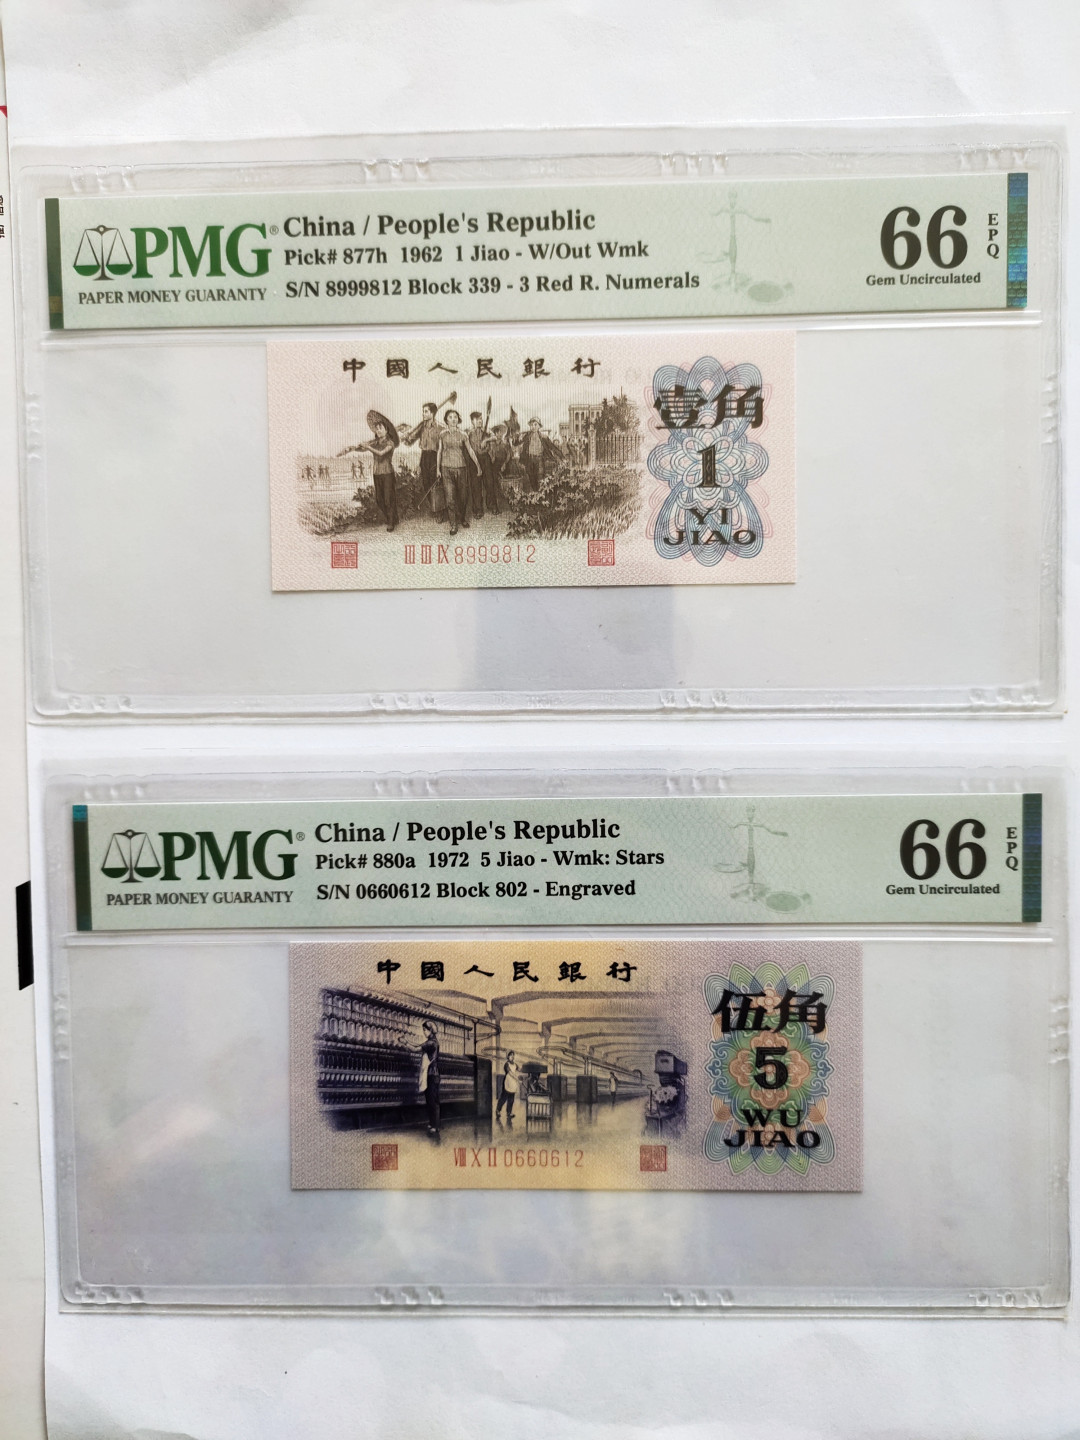 PMG®
PAPER MONEY GUARANTY
China / People's Republic
Pick# 877h 1962 1 Jiao - W/Out Wmk
S/N 8999812 Block 339 - 3 Red R. Numerals
66
EPQ
Gem Uncirculated
中國人民銀行
壹角
1
YI
JIAO
III III IX 8999812
PMG®
PAPER MONEY GUARANTY
China / People's Republic
Pick# 880a 1972 5 Jiao - Wmk: Stars
S/N 0660612 Block 802 - Engraved
66
EPQ
Gem Uncirculated
中國人民銀行
伍角
5
WU
JIAO
VIII X II 0660612